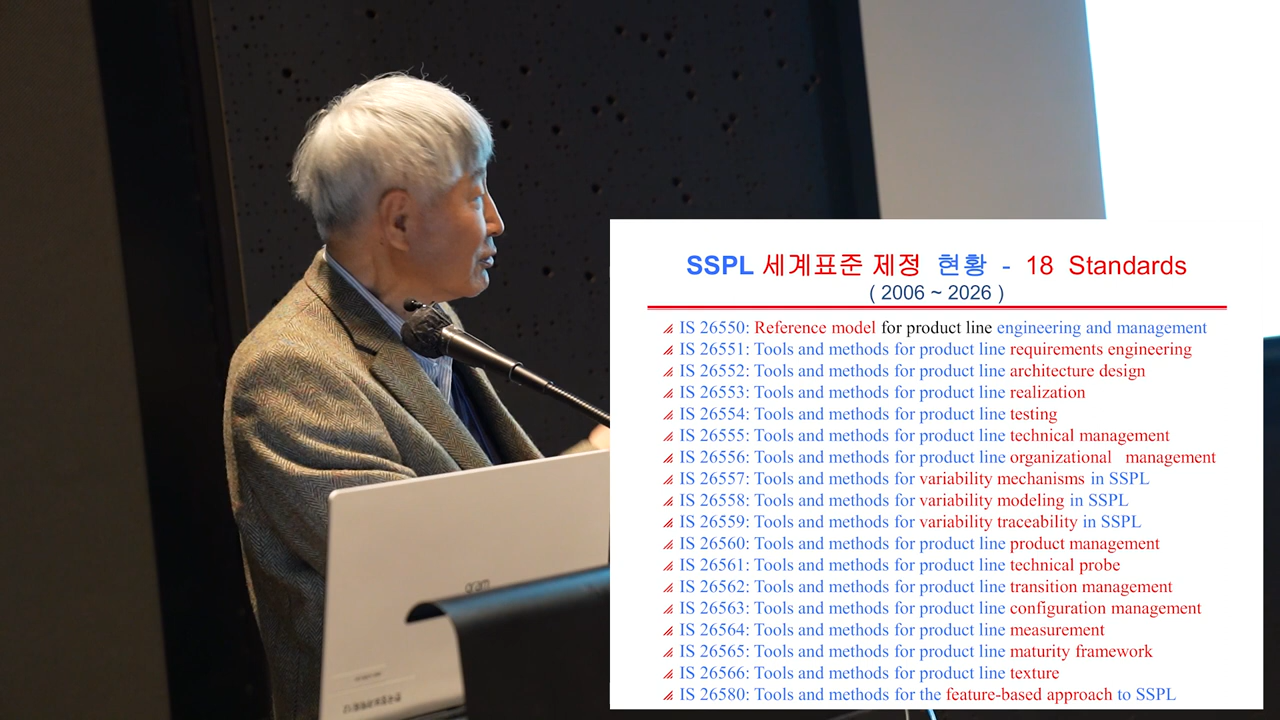 SSPL 세계표준 제정 현황 - 18 Standards
( 2006 ~ 2026 )
IS 26550: Reference model for product line engineering and management
IS 26551: Tools and methods for product line requirements engineering
IS 26552: Tools and methods for product line architecture design
IS 26553: Tools and methods for product line realization
IS 26554: Tools and methods for product line testing
IS 26555: Tools and methods for product line technical management
IS 26556: Tools and methods for product line organizational management
IS 26557: Tools and methods for variability mechanisms in SSPL
IS 26558: Tools and methods for variability modeling in SSPL
IS 26559: Tools and methods for variability traceability in SSPL
IS 26560: Tools and methods for product line product management
IS 26561: Tools and methods for product line technical probe
IS 26562: Tools and methods for product line transition management
IS 26563: Tools and methods for product line configuration management
IS 26564: Tools and methods for product line measurement
IS 26565: Tools and methods for product line maturity framework
IS 26566: Tools and methods for product line texture
IS 26580: Tools and methods for the feature-based approach to SSPL
gram